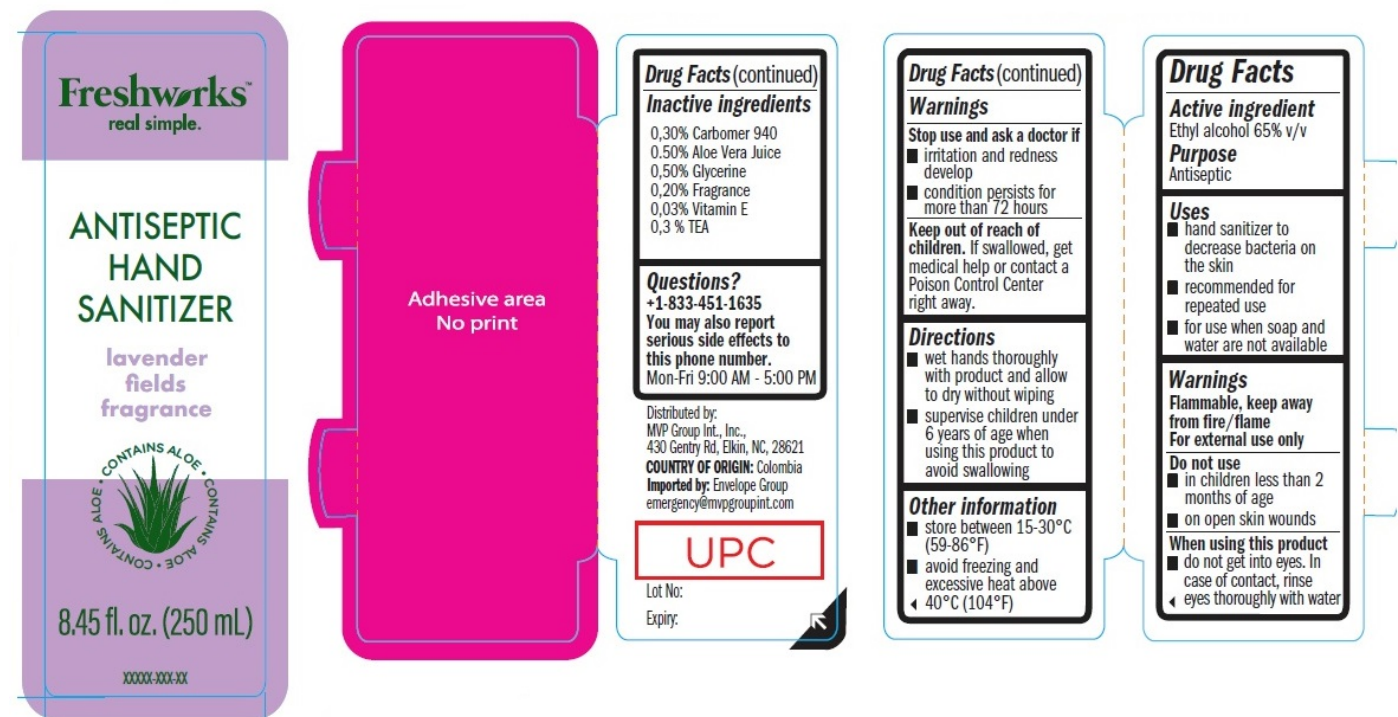 Freshworks™
real simple.
ANTISEPTIC
HAND
SANITIZER
lavender
fields
fragrance
CONTAINS ALOE • CONTAINS ALOE • CONTAINS ALOE •
8.45 fl. oz. (250 mL)
XXXXX-XXX-XX
Adhesive area
No print
Drug Facts (continued)
Inactive ingredients
0,30% Carbomer 940
0.50% Aloe Vera Juice
0,50% Glycerine
0,20% Fragrance
0,03% Vitamin E
0,3 % TEA
Questions?
+1-833-451-1635
You may also report
serious side effects to
this phone number.
Mon-Fri 9:00 AM - 5:00 PM
Distributed by:
MVP Group Int., Inc.,
430 Gentry Rd, Elkin, NC, 28621
COUNTRY OF ORIGIN: Colombia
Imported by: Envelope Group
emergency@mvpgroupint.com
UPC
Lot No:
Expiry:
Drug Facts (continued)
Warnings
Stop use and ask a doctor if
■ irritation and redness
develop
■ condition persists for
more than 72 hours
Keep out of reach of
children. If swallowed, get
medical help or contact a
Poison Control Center
right away.
Directions
■ wet hands thoroughly
with product and allow
to dry without wiping
■ supervise children under
6 years of age when
using this product to
avoid swallowing
Other information
■ store between 15-30°C
(59-86°F)
■ avoid freezing and
excessive heat above
40°C (104°F)
Drug Facts
Active ingredient
Ethyl alcohol 65% v/v
Purpose
Antiseptic
Uses
■ hand sanitizer to
decrease bacteria on
the skin
■ recommended for
repeated use
■ for use when soap and
water are not available
Warnings
Flammable, keep away
from fire/flame
For external use only
Do not use
■ in children less than 2
months of age
■ on open skin wounds
When using this product
■ do not get into eyes. In
case of contact, rinse
eyes thoroughly with water